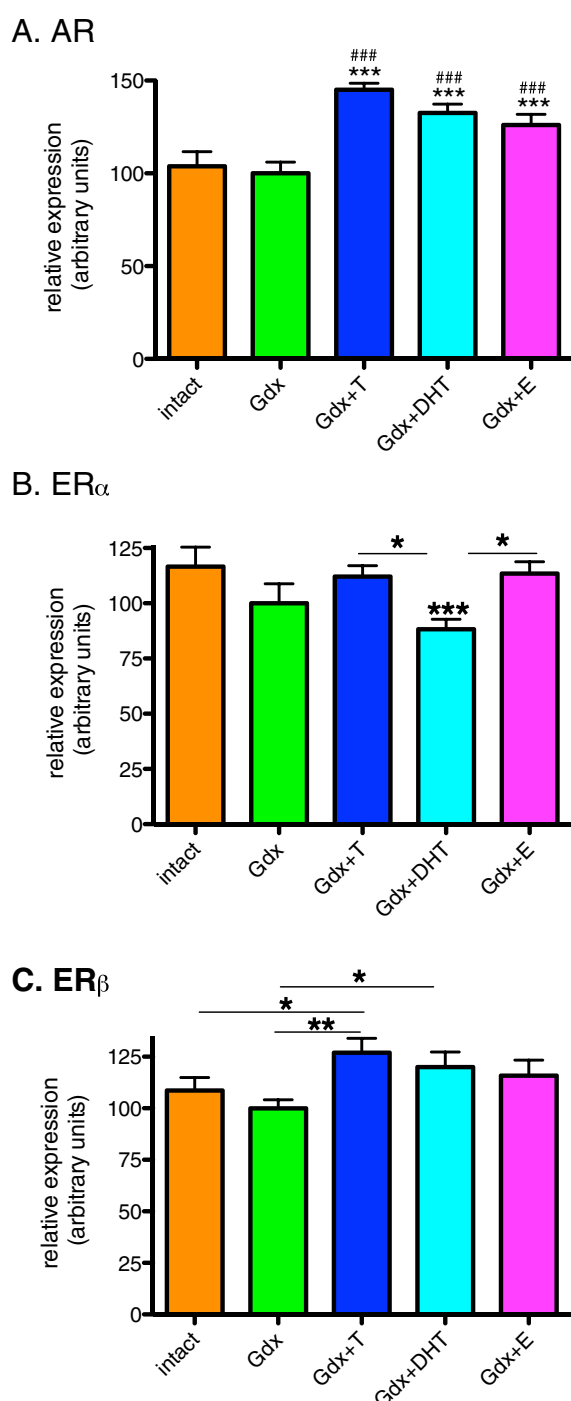 A. AR
###
***
###
***
###
***
relative expression
(arbitrary units)
150
100
50
0
intact
Gdx
Gdx+T
Gdx+DHT
Gdx+E
B. ERα
*
*
***
relative expression
(arbitrary units)
125
100
75
50
25
0
intact
Gdx
Gdx+T
Gdx+DHT
Gdx+E
C. ERβ
*
*
**
relative expression
(arbitrary units)
125
100
75
50
25
0
intact
Gdx
Gdx+T
Gdx+DHT
Gdx+E